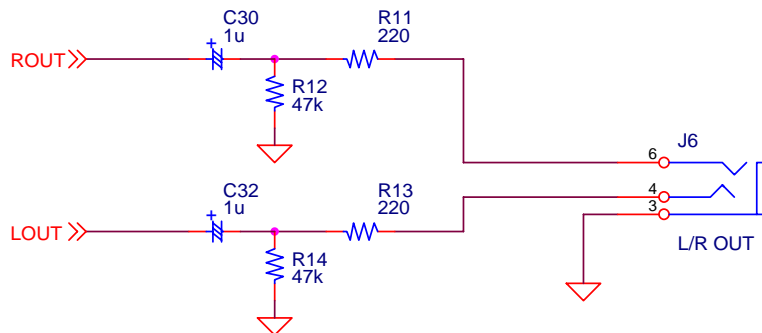 C30
1u
R11
220
+
ROUT
R12
47k
J6
6
4
3
C32
1u
R13
220
+
LOUT
L/R OUT
R14
47k